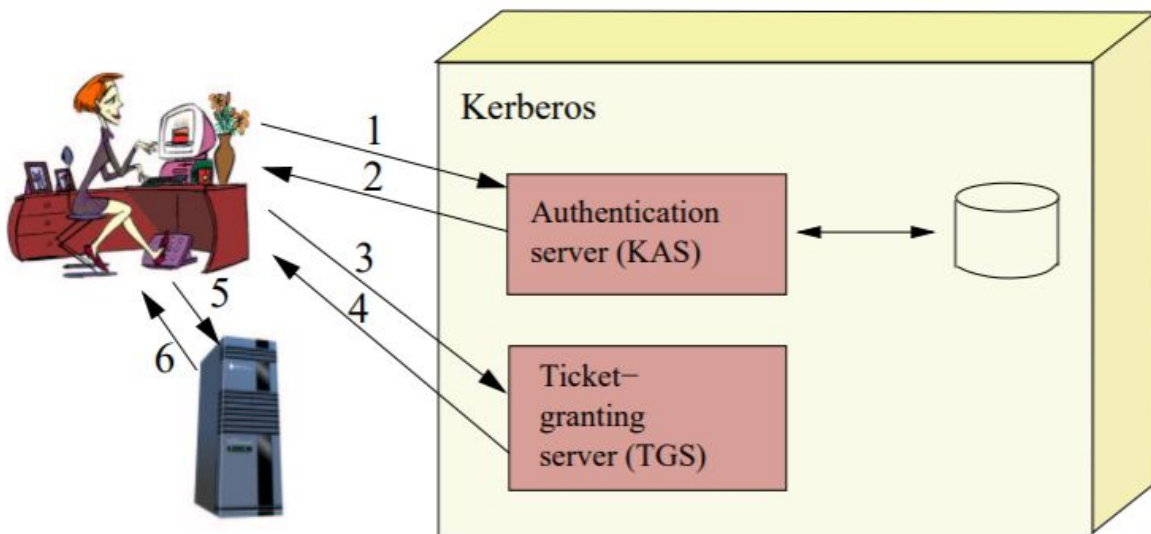 Kerberos
1
2
Authentication
server (KAS)
3
4
5
6
Ticket−
granting
server (TGS)